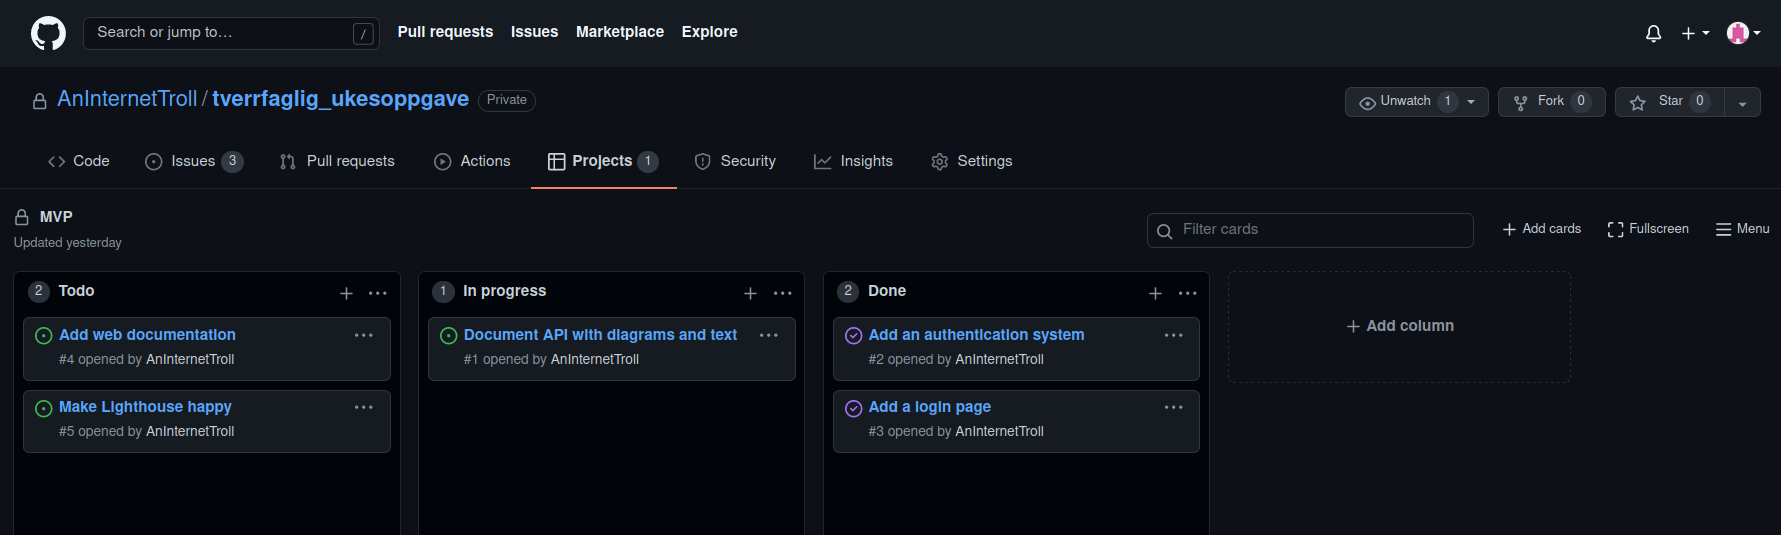 Search or jump to... /
Pull requests Issues Marketplace Explore
AnInternetTroll / tverrfaglig_ukesoppgave Private
Unwatch 1 Fork 0 Star 0
Code Issues 3 Pull requests Actions Projects 1 Security Insights Settings
MVP
Updated yesterday
Filter cards
Add cards Fullscreen Menu
2 Todo
Add web documentation
#4 opened by AnInternetTroll
Make Lighthouse happy
#5 opened by AnInternetTroll
1 In progress
Document API with diagrams and text
#1 opened by AnInternetTroll
2 Done
Add an authentication system
#2 opened by AnInternetTroll
Add a login page
#3 opened by AnInternetTroll
Add column